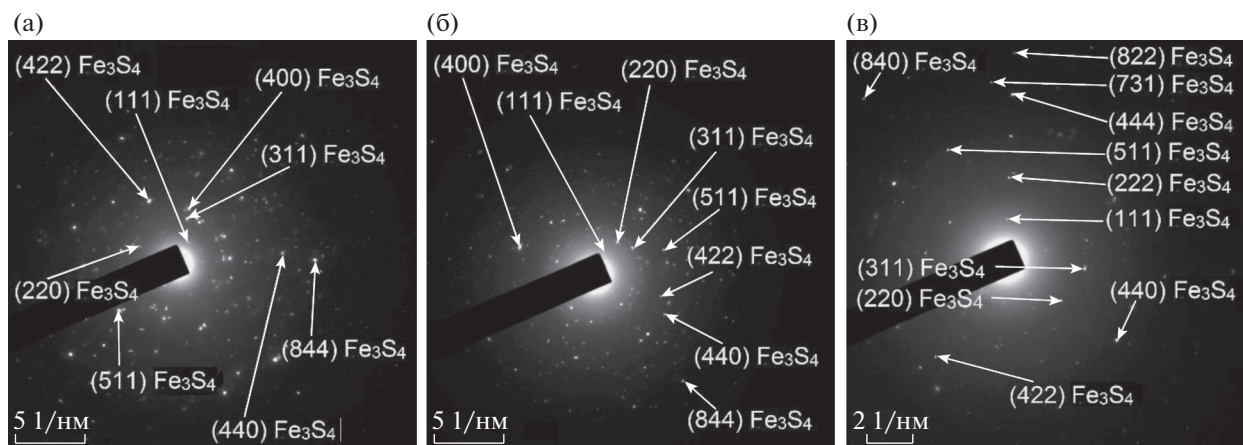 (а)
(422) Fe₃S₄
(400) Fe₃S₄
(111) Fe₃S₄
(311) Fe₃S₄
(220) Fe₃S₄
(844) Fe₃S₄
(511) Fe₃S₄
(440) Fe₃S₄
5 1/нм
(б)
(400) Fe₃S₄
(220) Fe₃S₄
(111) Fe₃S₄
(311) Fe₃S₄
(511) Fe₃S₄
(422) Fe₃S₄
(440) Fe₃S₄
(844) Fe₃S₄
5 1/нм
(в)
(840) Fe₃S₄
(822) Fe₃S₄
(731) Fe₃S₄
(444) Fe₃S₄
(511) Fe₃S₄
(222) Fe₃S₄
(111) Fe₃S₄
(311) Fe₃S₄
(220) Fe₃S₄
(440) Fe₃S₄
(422) Fe₃S₄
2 1/нм